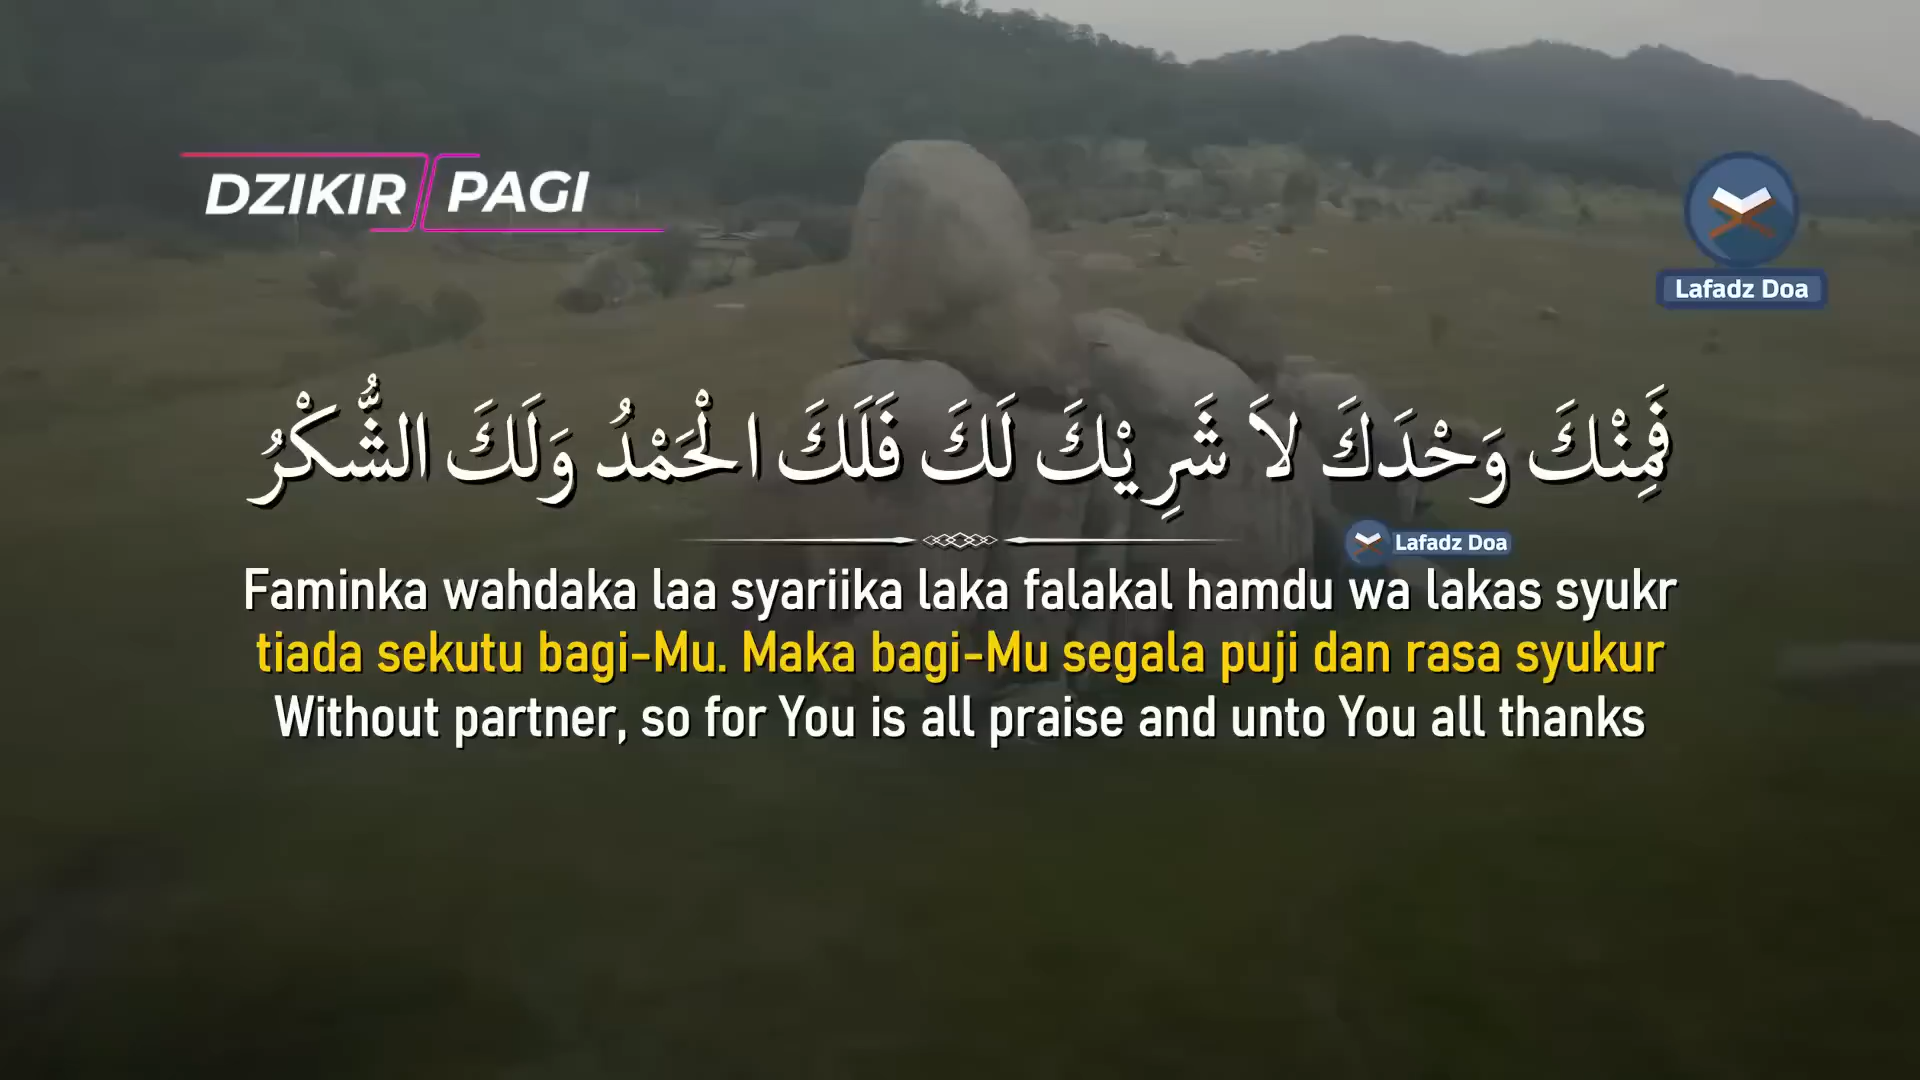 DZIKIR PAGI
Lafadz Doa
فَمِنْكَ وَحْدَكَ لاَ شَرِيْكَ لَكَ فَلَكَ الْحَمْدُ وَلَكَ الشُّكْرُ
Lafadz Doa
Faminka wahdaka laa syariika laka falakal hamdu wa lakas syukr
tiada sekutu bagi-Mu. Maka bagi-Mu segala puji dan rasa syukur
Without partner, so for You is all praise and unto You all thanks